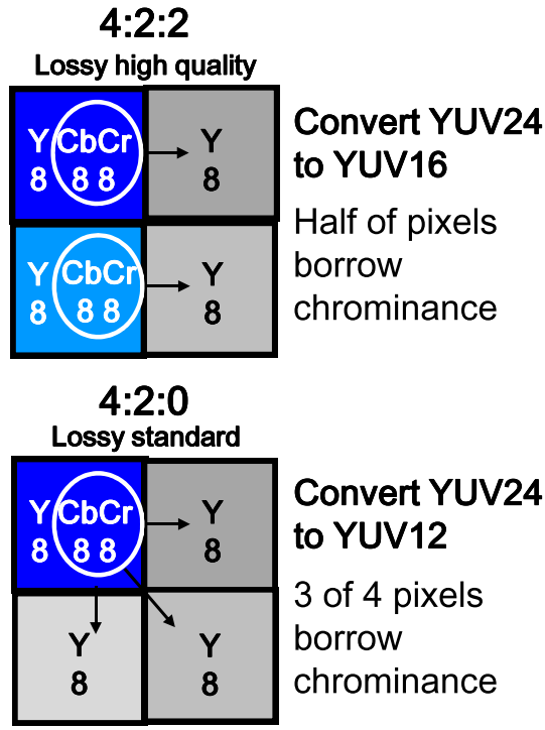 4:2:2
Lossy high quality
Y CbCr Y
8 8 8 8
Y CbCr Y
8 8 8 8
Convert YUV24
to YUV16
Half of pixels
borrow
chrominance
4:2:0
Lossy standard
Y CbCr Y
8 8 8 8
Y Y
8 8
Convert YUV24
to YUV12
3 of 4 pixels
borrow
chrominance